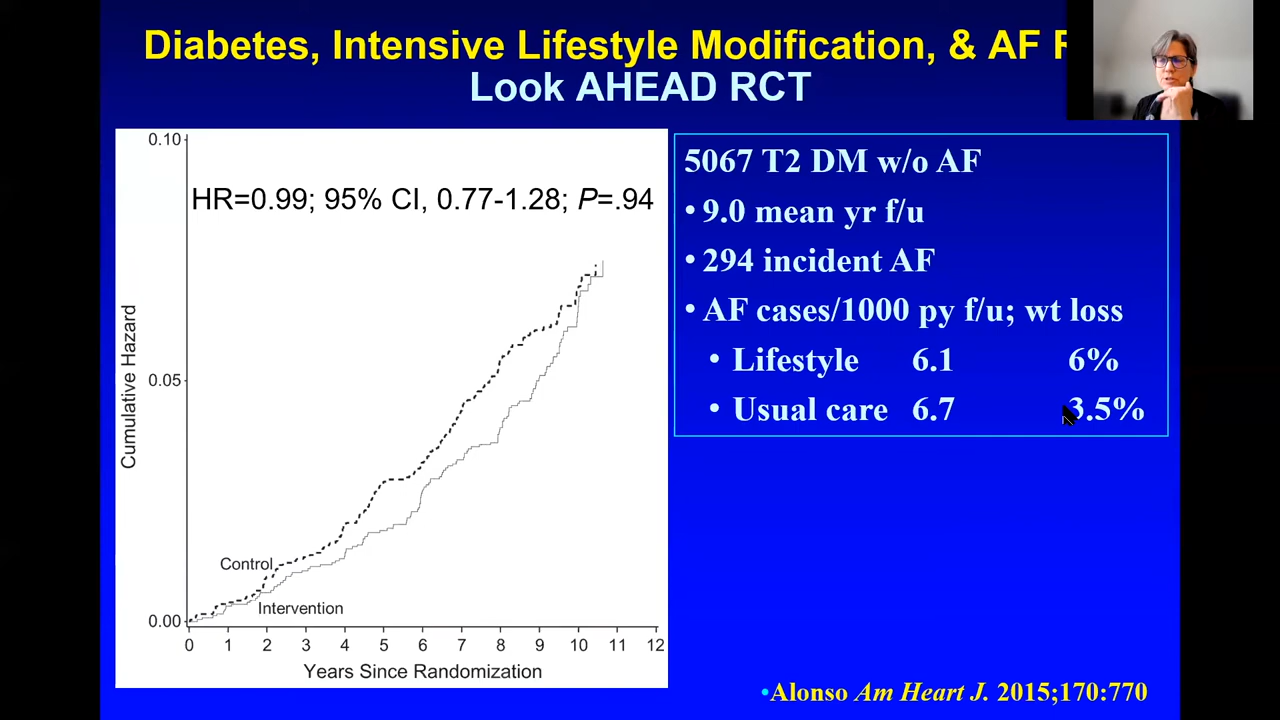 Diabetes, Intensive Lifestyle Modification, & AF
Look AHEAD RCT
0.10
HR=0.99; 95% CI, 0.77-1.28; P=.94
0.05
0.00
Cumulative Hazard
Control
Intervention
0 1 2 3 4 5 6 7 8 9 10 11 12
Years Since Randomization
5067 T2 DM w/o AF
•9.0 mean yr f/u
•294 incident AF
•AF cases/1000 py f/u; wt loss
• Lifestyle 6.1 6%
• Usual care 6.7 3.5%
•Alonso Am Heart J. 2015;170:770